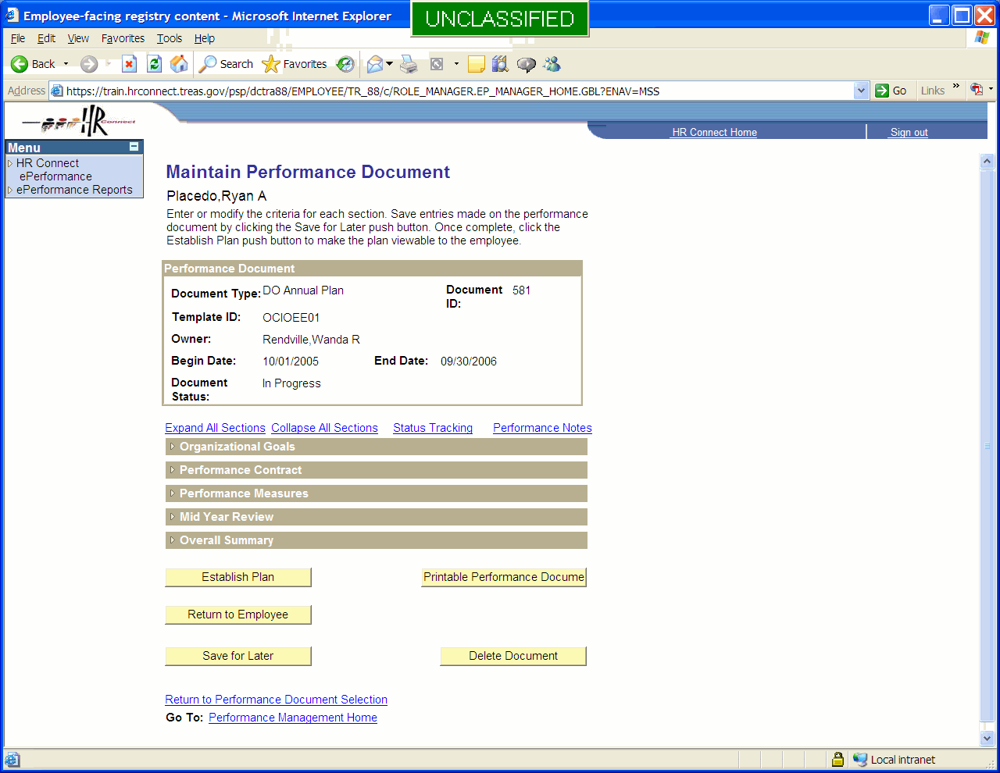 Employee-facing registry content - Microsoft Internet Explorer
UNCLASSIFIED
File Edit View Favorites Tools Help
Back Search Favorites
Address https://train.hrconnect.treas.gov/psp/dctra88/EMPLOYEE/TR_88/c/ROLE_MANAGER.EP_MANAGER_HOME.GBL?ENAV=MSS Go Links »
HR Connect
HR Connect Home Sign out
Menu
HR Connect
ePerformance
ePerformance Reports
Maintain Performance Document
Placedo,Ryan A
Enter or modify the criteria for each section. Save entries made on the performance
document by clicking the Save for Later push button. Once complete, click the
Establish Plan push button to make the plan viewable to the employee.
Performance Document
Document Type: DO Annual Plan Document ID: 581
Template ID: OCIOEE01
Owner: Rendville,Wanda R
Begin Date: 10/01/2005 End Date: 09/30/2006
Document Status: In Progress
Expand All Sections Collapse All Sections Status Tracking Performance Notes
Organizational Goals
Performance Contract
Performance Measures
Mid Year Review
Overall Summary
Establish Plan Printable Performance Docume
Return to Employee
Save for Later Delete Document
Return to Performance Document Selection
Go To: Performance Management Home
Local intranet